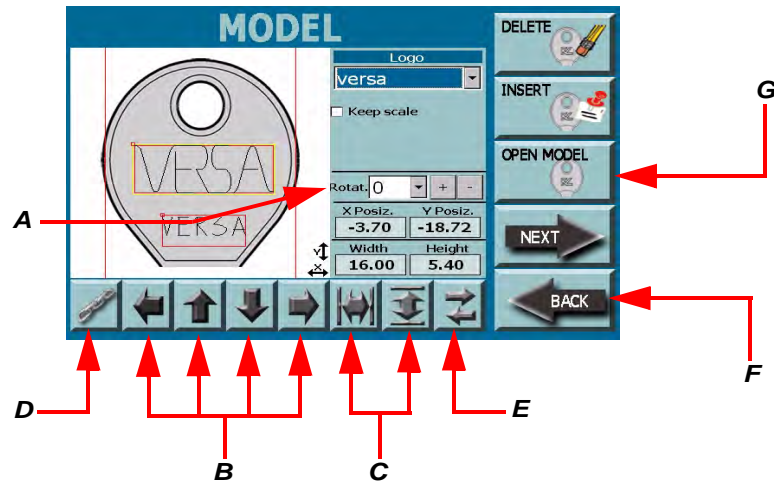 MODEL
DELETE
Logo
versa
INSERT
Keep scale
G
OPEN MODEL
VERSA
Rotat. 0 + -
A
X Posiz. Y Posiz.
-3.70 -18.72
VERSA
NEXT
Width Height
16.00 5.40
Y
X
BACK
F
D
E
B
C